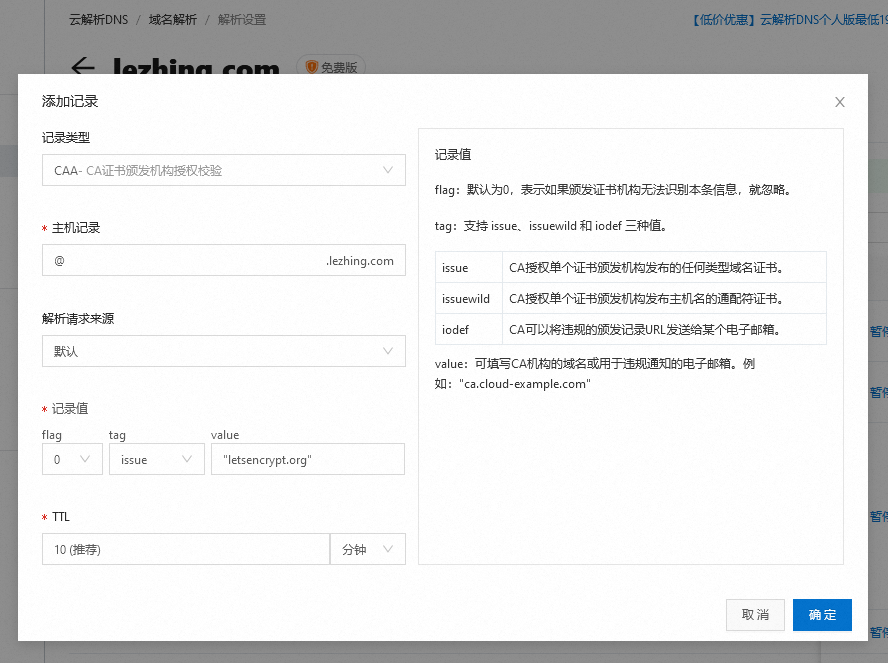 云解析DNS / 域名解析 / 解析设置
【低价优惠】云解析DNS个人版最低19
lezhing.com 免费版
添加记录
记录类型
CAA- CA证书颁发机构授权校验
* 主机记录
@ .lezhing.com
解析请求来源
默认
* 记录值
flag tag value
0 issue "letsencrypt.org"
* TTL
10 (推荐) 分钟
记录值
flag：默认为0，表示如果颁发证书机构无法识别本条信息，就忽略。
tag：支持 issue、issuewild 和 iodef 三种值。
issue CA授权单个证书颁发机构发布的任何类型域名证书。
issuewild CA授权单个证书颁发机构发布主机名的通配符证书。
iodef CA可以将违规的颁发记录URL发送给某个电子邮箱。
value：可填写CA机构的域名或用于违规通知的电子邮箱。例
如："ca.cloud-example.com"
取消 确定
暂停
暂停
暂停
暂停